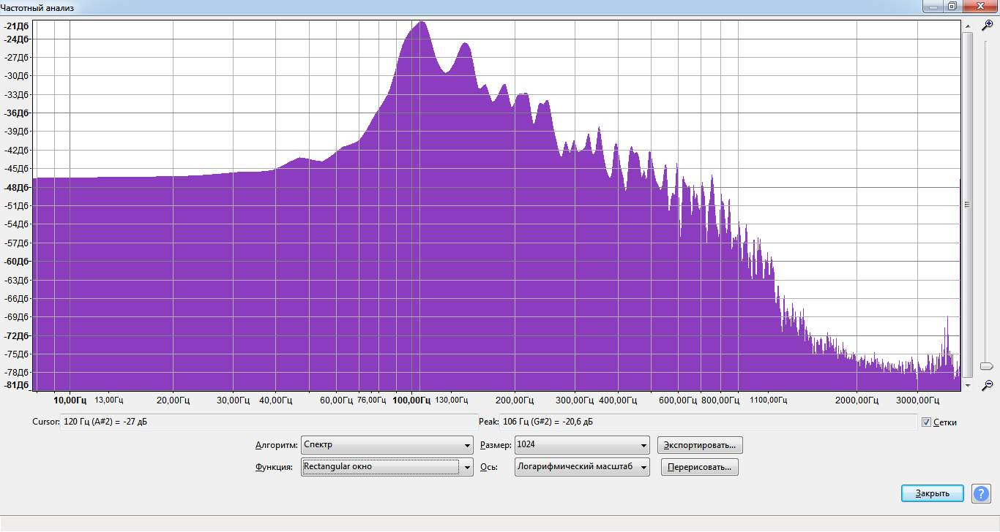 Частотный анализ
-21Дб
-24Дб
-27Дб
-30Дб
-33Дб
-36Дб
-39Дб
-42Дб
-45Дб
-48Дб
-51Дб
-54Дб
-57Дб
-60Дб
-63Дб
-66Дб
-69Дб
-72Дб
-75Дб
-78Дб
-81Дб
10,00Гц 13,00Гц 20,00Гц 30,00Гц 40,00Гц 60,00Гц 76,00Гц 100,00Гц 130,00Гц 200,00Гц 300,00Гц 400,00Гц 600,00Гц 800,00Гц 1100,00Гц 2000,00Гц 3000,00Гц
Cursor: 120 Гц (A#2) = -27 дБ Peak: 106 Гц (G#2) = -20,6 дБ Сетки
Алгоритм: Спектр Размер: 1024 Экспортировать...
Функция: Rectangular окно Ось: Логарифмический масштаб Перерисовать...
Закрыть ?